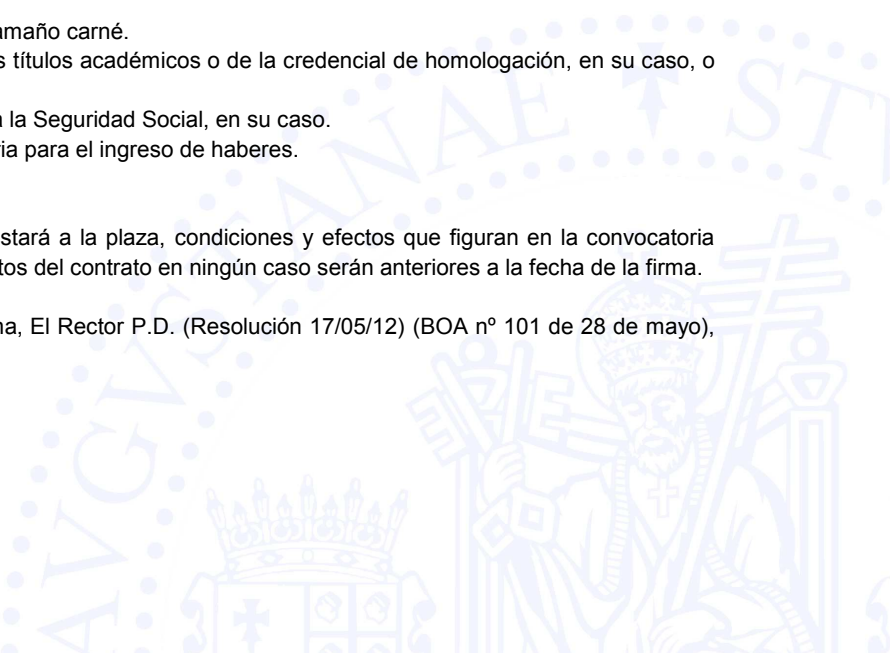 amaño carné.
s títulos académicos o de la credencial de homologación, en su caso, o
a la Seguridad Social, en su caso.
ria para el ingreso de haberes.
stará a la plaza, condiciones y efectos que figuran en la convocatoria
tos del contrato en ningún caso serán anteriores a la fecha de la firma.
na, El Rector P.D. (Resolución 17/05/12) (BOA nº 101 de 28 de mayo),
AVGVSTANAE ST